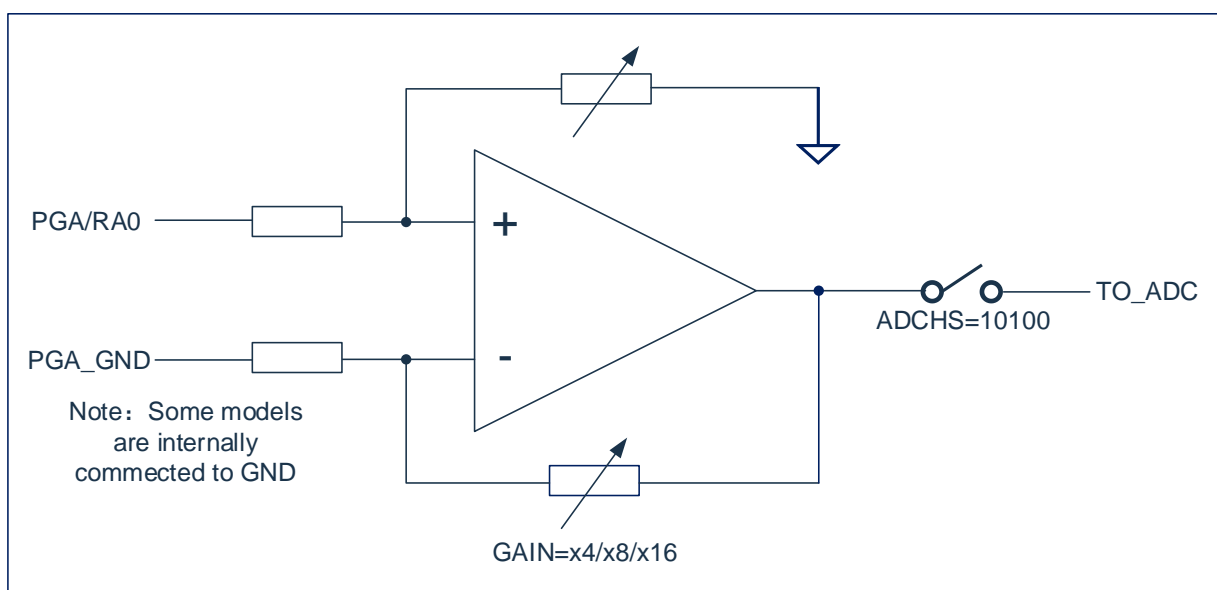 PGA/RA0
+
-
PGA_GND
Note：Some models
are internally
commected to GND
TO_ADC
ADCHS=10100
GAIN=x4/x8/x16